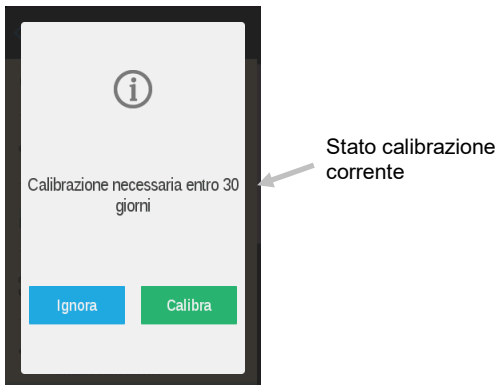 Calibrazione necessaria entro 30
giorni
Ignora
Calibra
Stato calibrazione
corrente